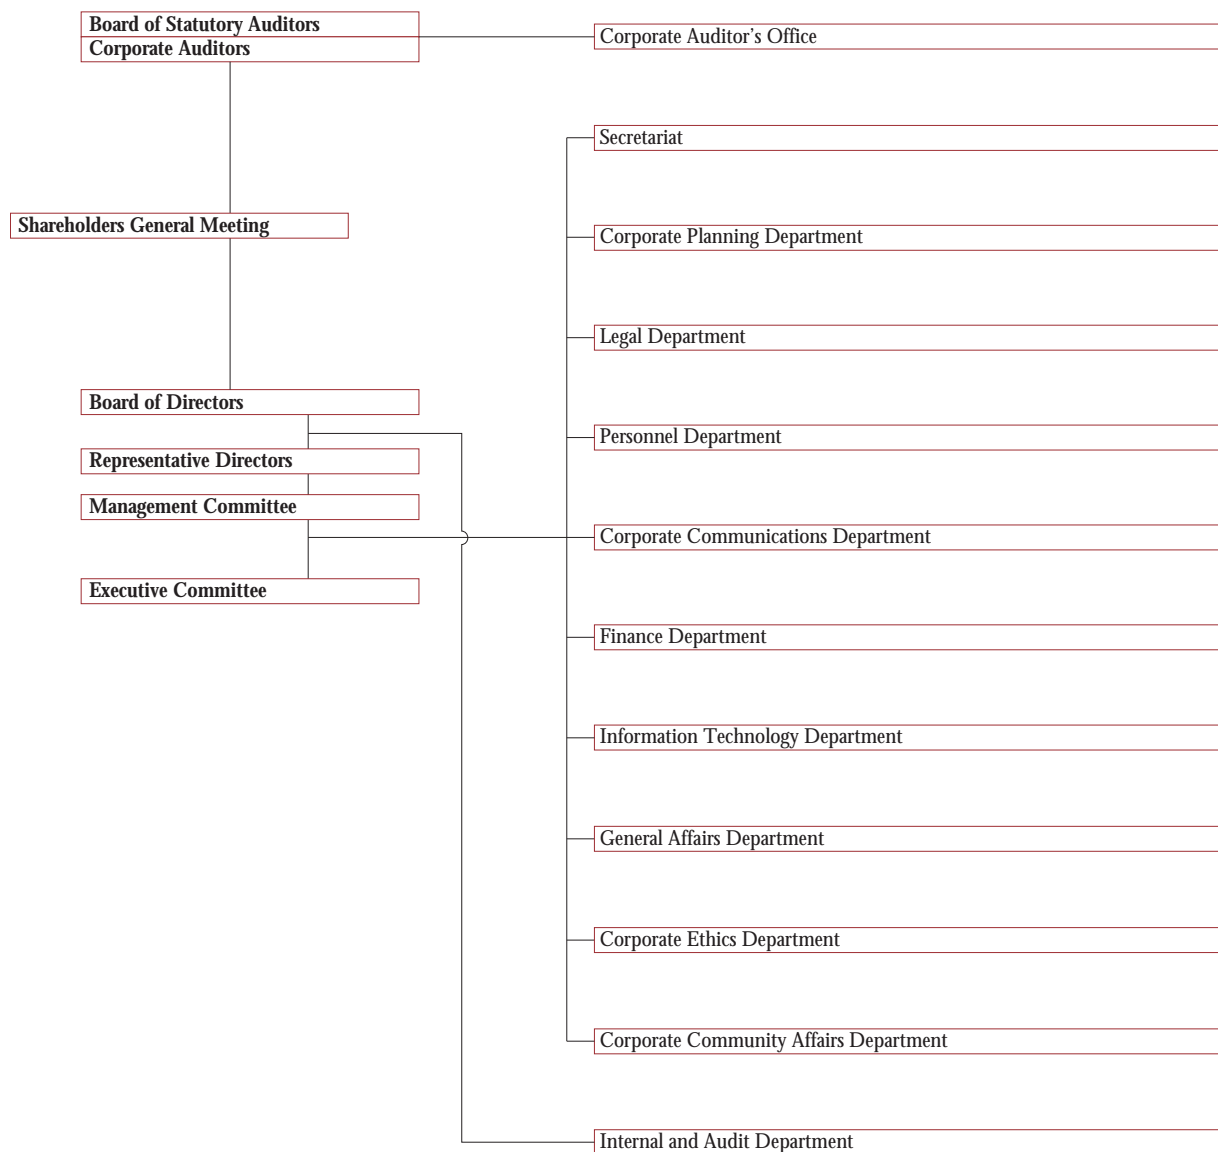 Board of Statutory Auditors
Corporate Auditors
Corporate Auditor’s Office
Secretariat
Shareholders General Meeting
Corporate Planning Department
Legal Department
Board of Directors
Personnel Department
Representative Directors
Management Committee
Corporate Communications Department
Executive Committee
Finance Department
Information Technology Department
General Affairs Department
Corporate Ethics Department
Corporate Community Affairs Department
Internal and Audit Department